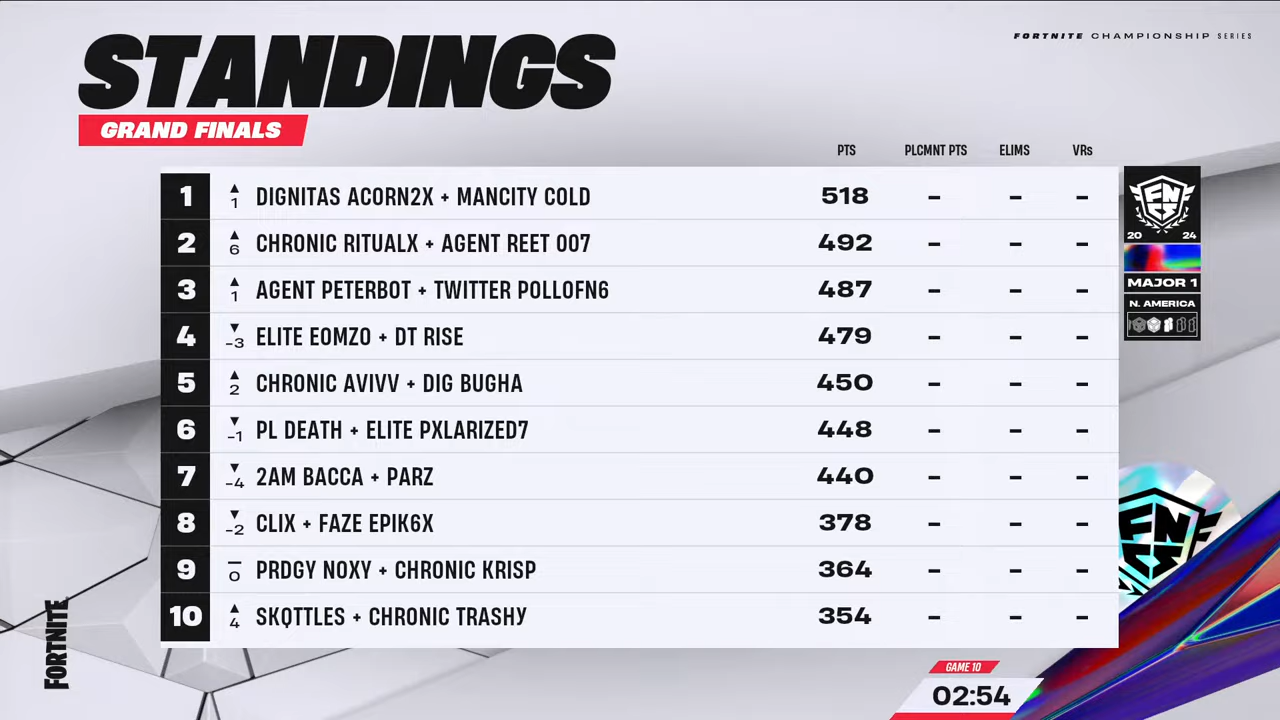 STANDINGS
FORTNITE CHAMPIONSHIP SERIES
GRAND FINALS
PTS PLCMNT PTS ELIMS VRs
1 ▲ 1 DIGNITAS ACORN2X + MANCITY COLD 518 – – –
2 ▲ 6 CHRONIC RITUALX + AGENT REET 007 492 – – –
3 ▲ 1 AGENT PETERBOT + TWITTER POLLOFN6 487 – – –
4 ▼ -3 ELITE EOMZO + DT RISE 479 – – –
5 ▲ 2 CHRONIC AVIVV + DIG BUGHA 450 – – –
6 ▼ -1 PL DEATH + ELITE PXLARIZED7 448 – – –
7 ▼ -4 2AM BACCA + PARZ 440 – – –
8 ▼ -2 CLIX + FAZE EPIK6X 378 – – –
9 – 0 PRDGY NOXY + CHRONIC KRISP 364 – – –
10 ▲ 4 SKQTTLES + CHRONIC TRASHY 354 – – –
FN
CS
20 24
MAJOR 1
N. AMERICA
FN
CS
FORTNITE
GAME 10
02:54